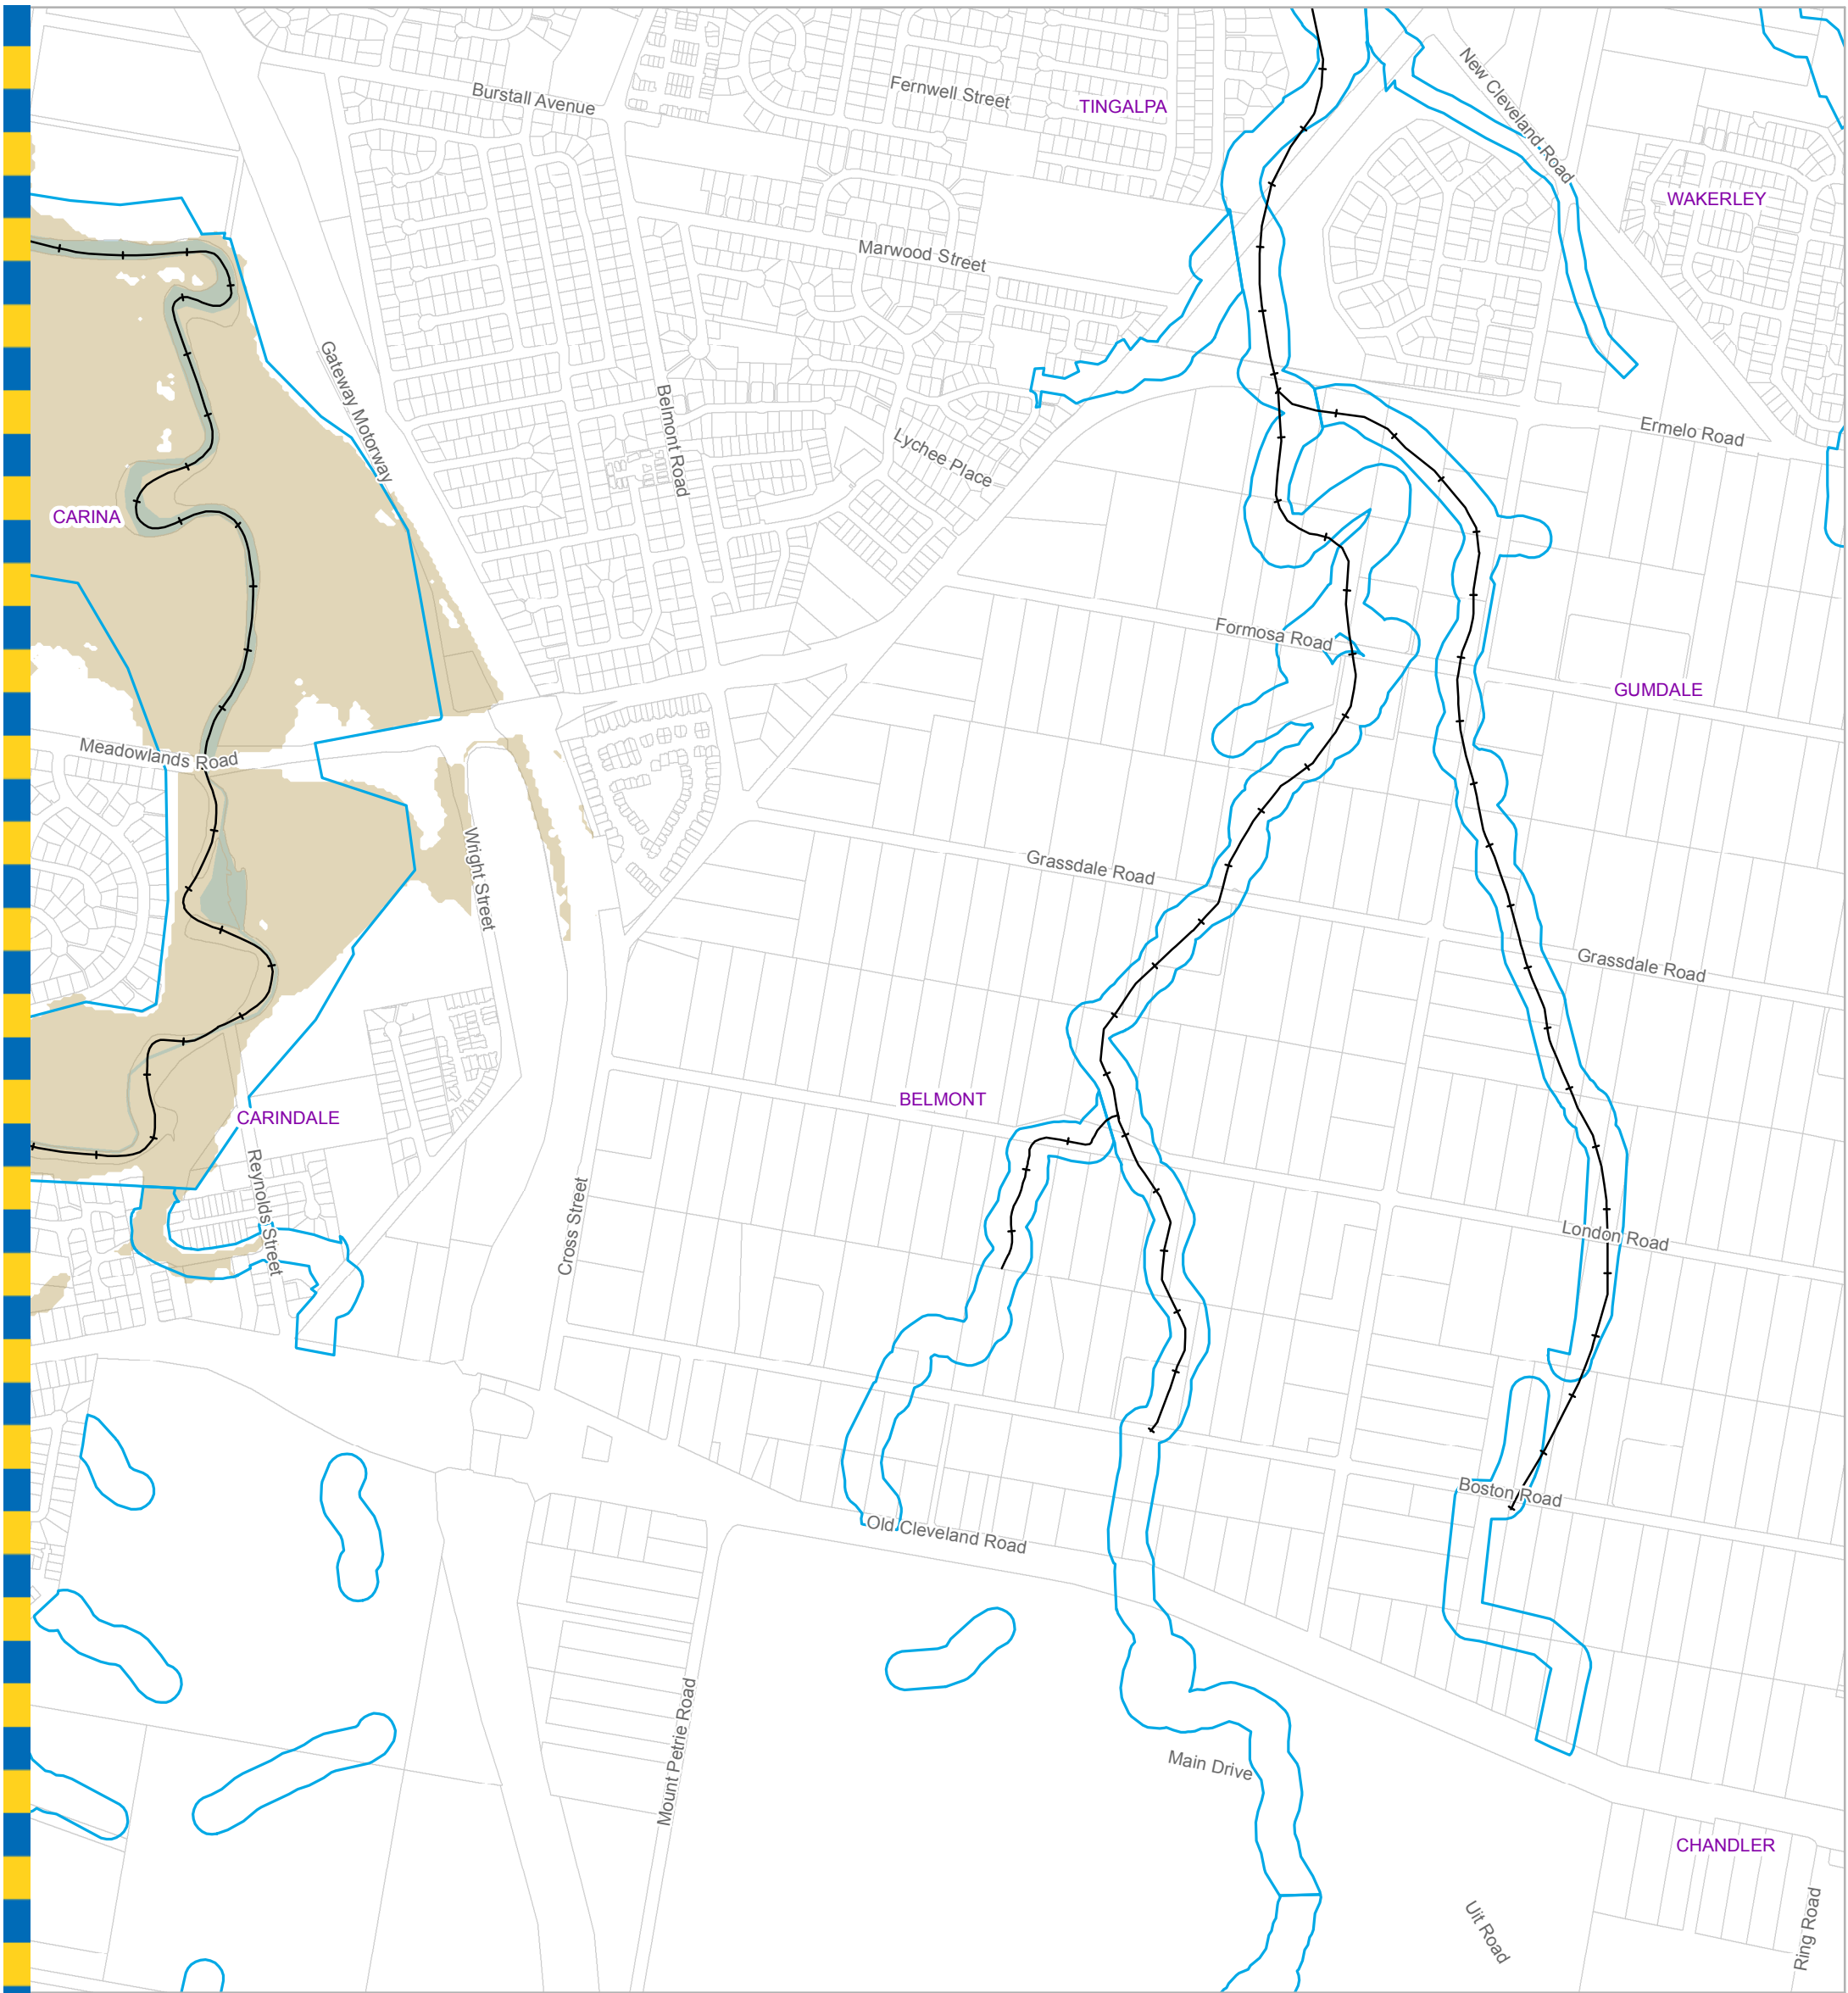 New Cleveland Road
Burstall Avenue
Fernwell Street
TINGALPA
WAKERLEY
Marwood Street
Gateway Motorway
Belmont Road
Lychee Place
Ermelo Road
CARINA
Formosa Road
GUMDALE
Meadowlands Road
Wright Street
Grassdale Road
Grassdale Road
BELMONT
CARINDALE
Reynolds Street
Cross Street
London Road
Boston Road
Old Cleveland Road
Mount Petrie Road
Main Drive
CHANDLER
Uit Road
Ring Road